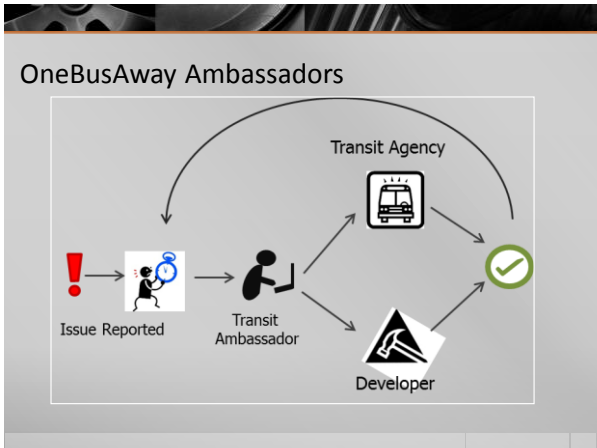 OneBusAway Ambassadors
Transit Agency
Issue Reported
Transit
Ambassador
Developer